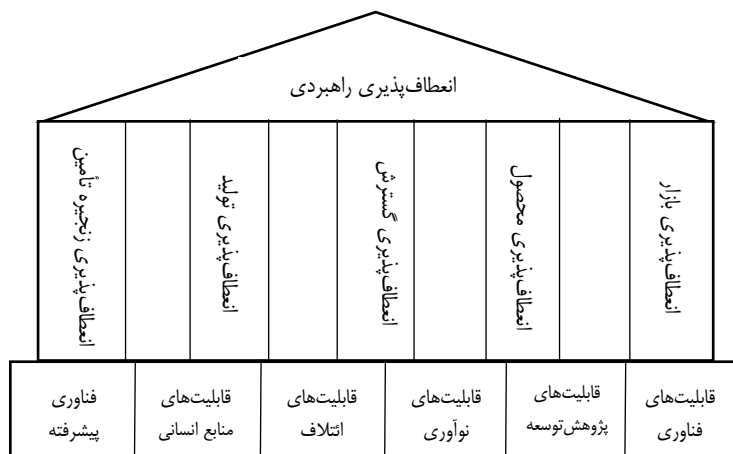 انعطاف‌پذیری راهبردی
انعطاف‌پذیری بازار
انعطاف‌پذیری محصول
انعطاف‌پذیری گسترش
انعطاف‌پذیری تولید
انعطاف‌پذیری زنجیره تأمین
قابلیت‌های
فناوری
قابلیت‌های
پژوهش‌توسعه
قابلیت‌های
نوآوری
قابلیت‌های
ائتلاف
قابلیت‌های
منابع انسانی
فناوری
پیشرفته